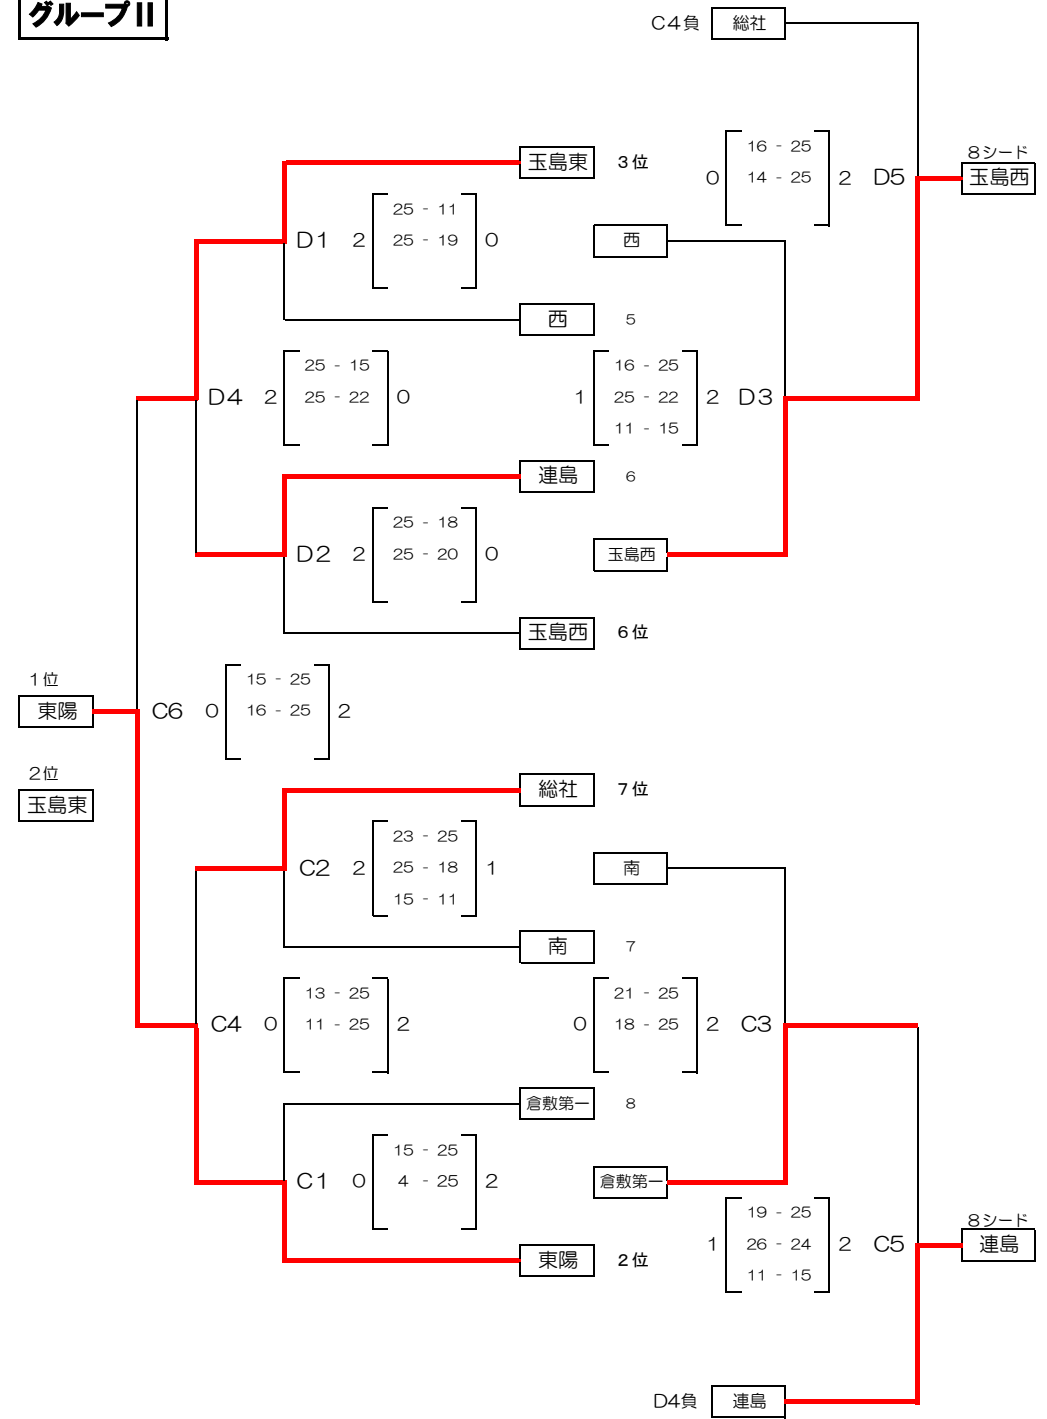 グループⅡ
C4負 総社
16 - 25
8シード
玉島東 3位
0 14 - 25 2 D5 玉島西
25 - 11
D1 2 25 - 19 0 西
西 5
25 - 15 16 - 25
D4 2 25 - 22 0 1 25 - 22 2 D3
11 - 15
連島 6
25 - 18
D2 2 25 - 20 0 玉島西
玉島西 6位
1位 15 - 25
東陽 C6 0 16 - 25 2
2位
玉島東
総社 7位
23 - 25
C2 2 25 - 18 1 南
15 - 11
南 7
13 - 25 21 - 25
C4 0 11 - 25 2 0 18 - 25 2 C3
倉敷第一 8
15 - 25
C1 0 4 - 25 2 倉敷第一
19 - 25 8シード
東陽 2位 1 26 - 24 2 C5 連島
11 - 15
D4負 連島